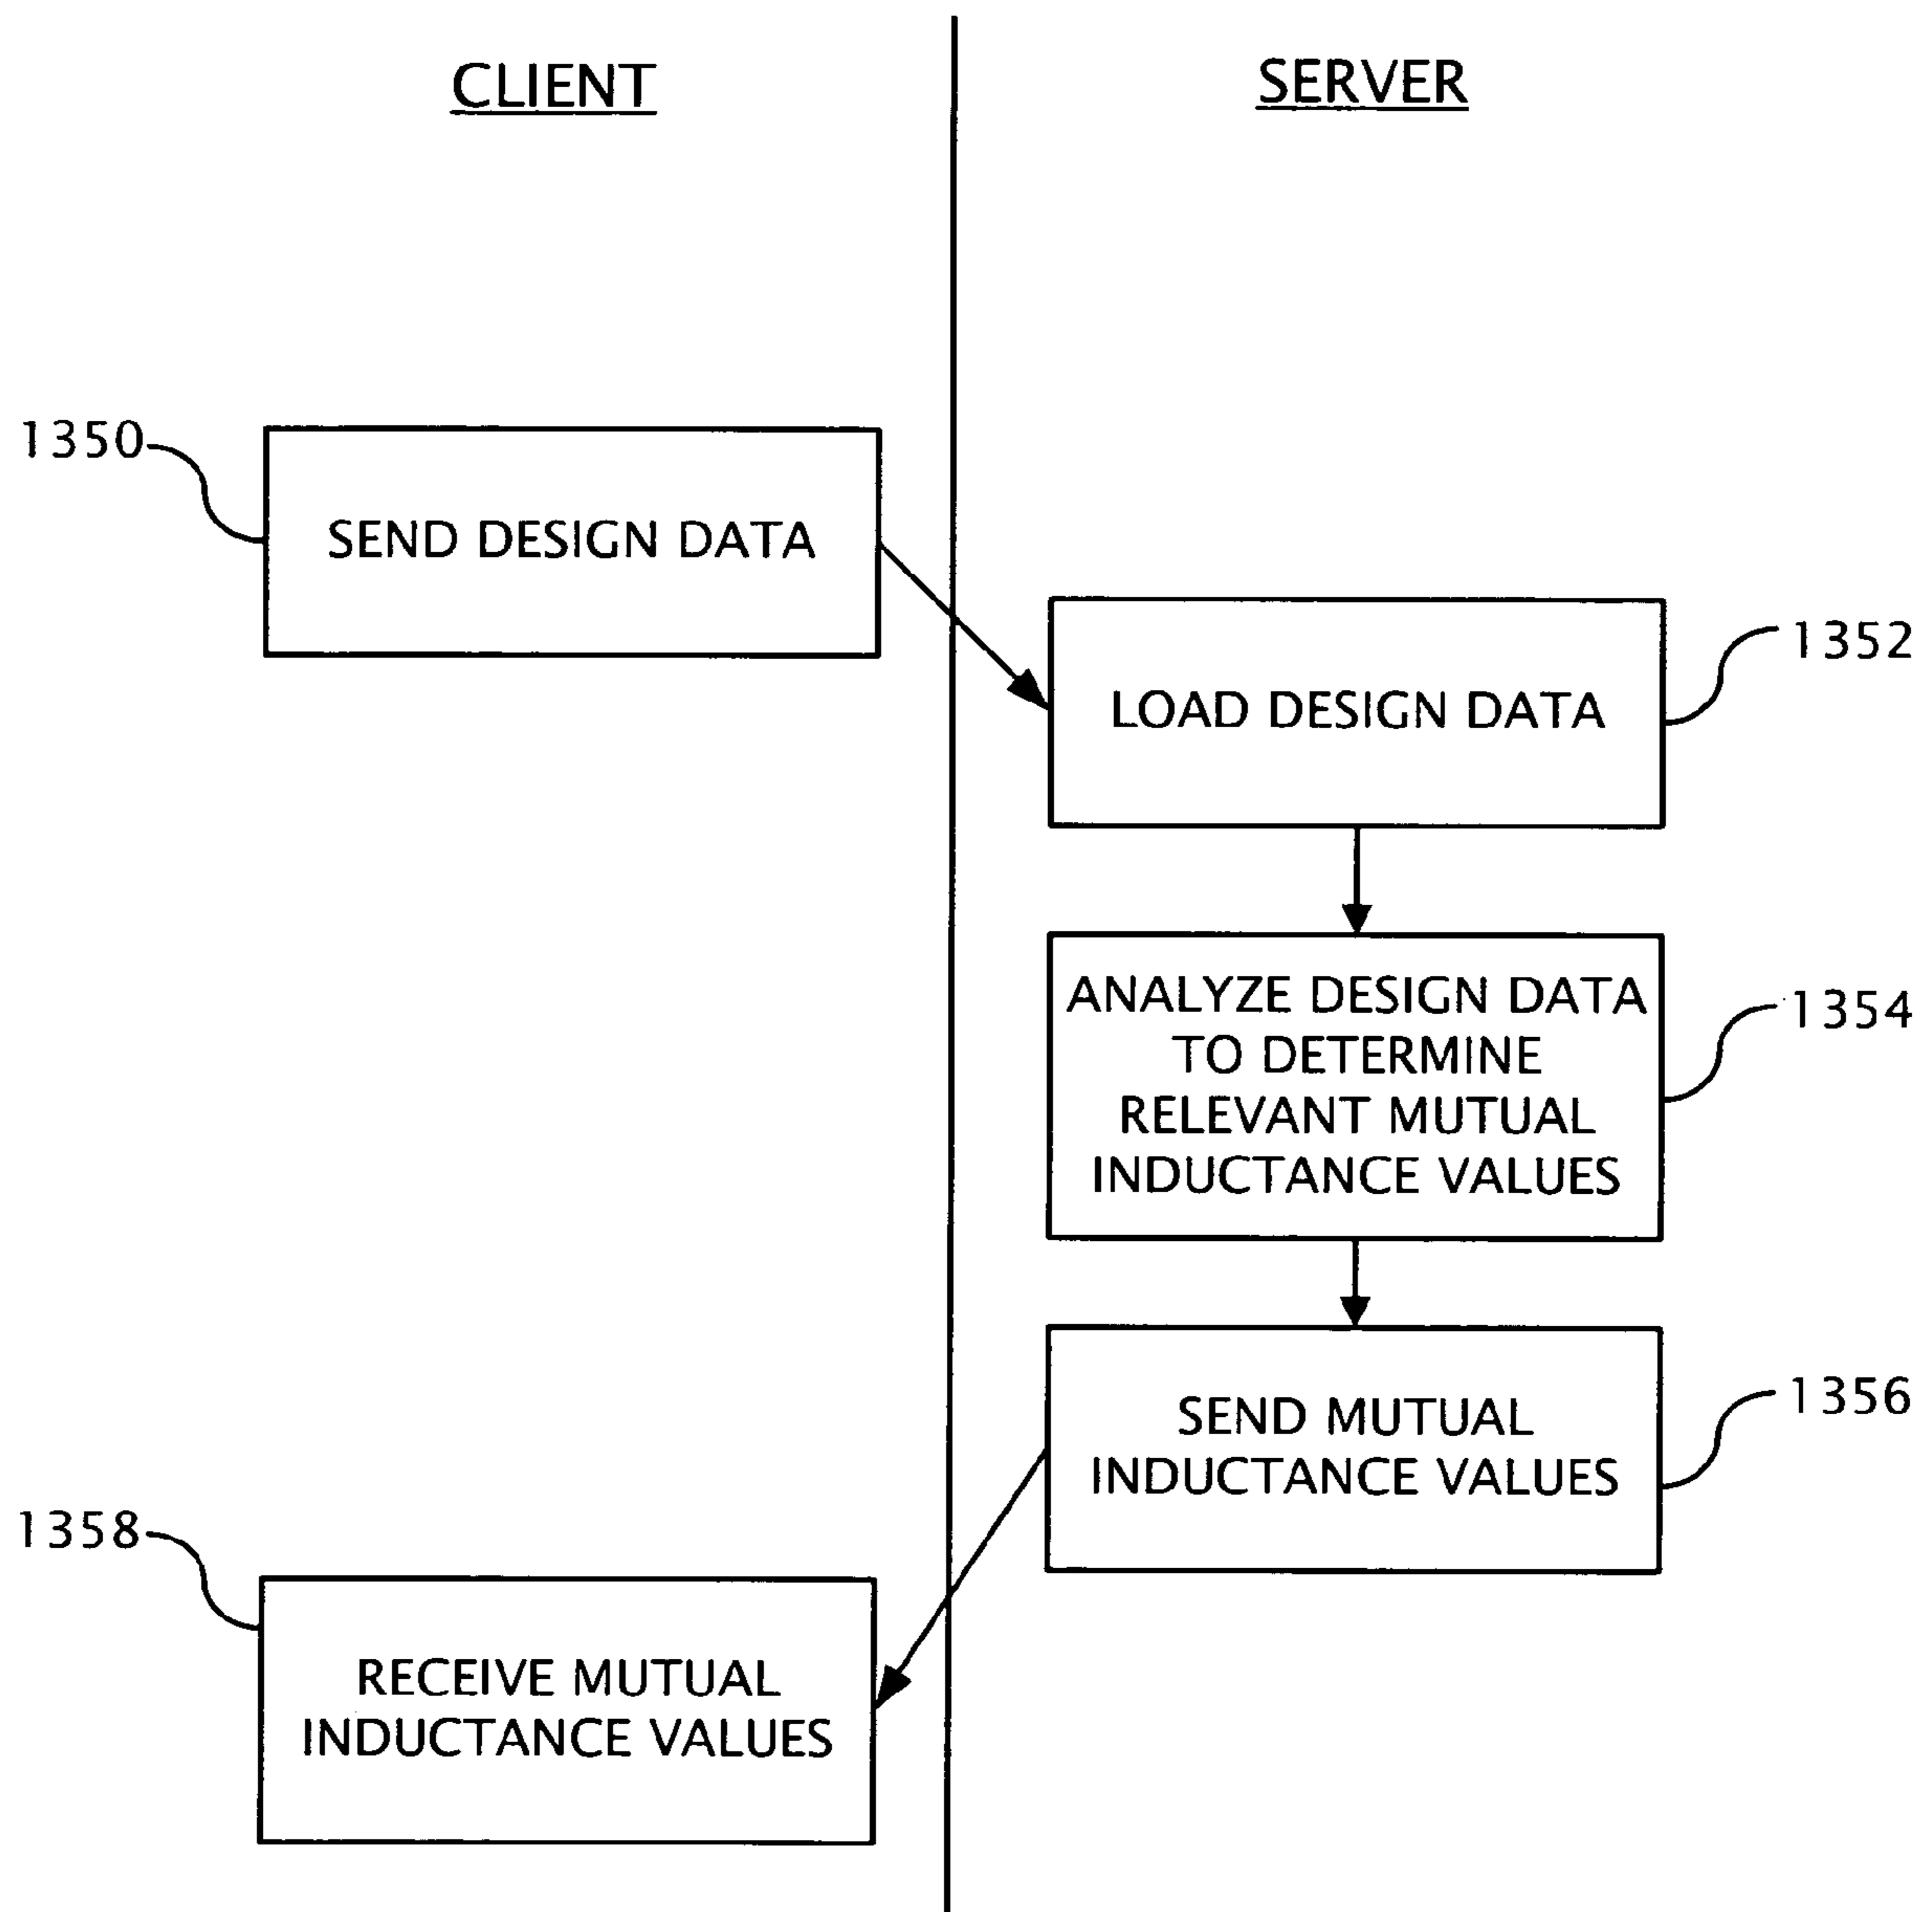 CLIENT
SERVER
1350
SEND DESIGN DATA
LOAD DESIGN DATA
1352
ANALYZE DESIGN DATA
TO DETERMINE
RELEVANT MUTUAL
INDUCTANCE VALUES
1354
SEND MUTUAL
INDUCTANCE VALUES
1356
1358
RECEIVE MUTUAL
INDUCTANCE VALUES